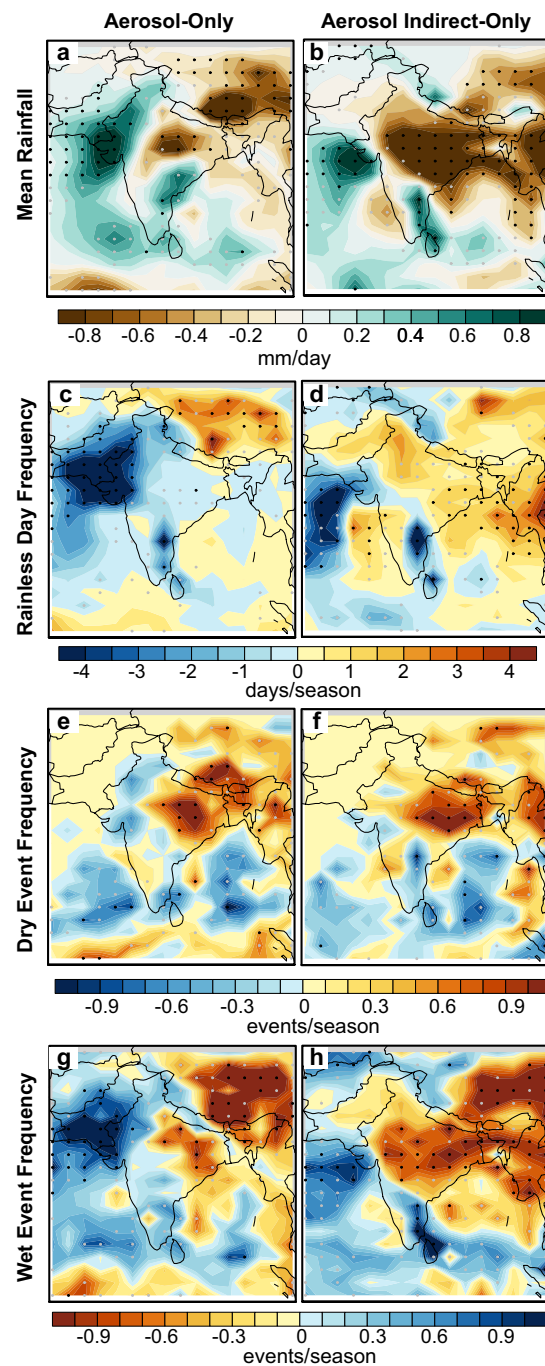 Aerosol-Only Aerosol Indirect-Only
Mean Rainfall
a b
-0.8 -0.6 -0.4 -0.2 0 0.2 0.4 0.6 0.8
mm/day
Rainless Day Frequency
c d
-4 -3 -2 -1 0 1 2 3 4
days/season
Dry Event Frequency
e f
-0.9 -0.6 -0.3 0 0.3 0.6 0.9
events/season
Wet Event Frequency
g h
-0.9 -0.6 -0.3 0 0.3 0.6 0.9
events/season